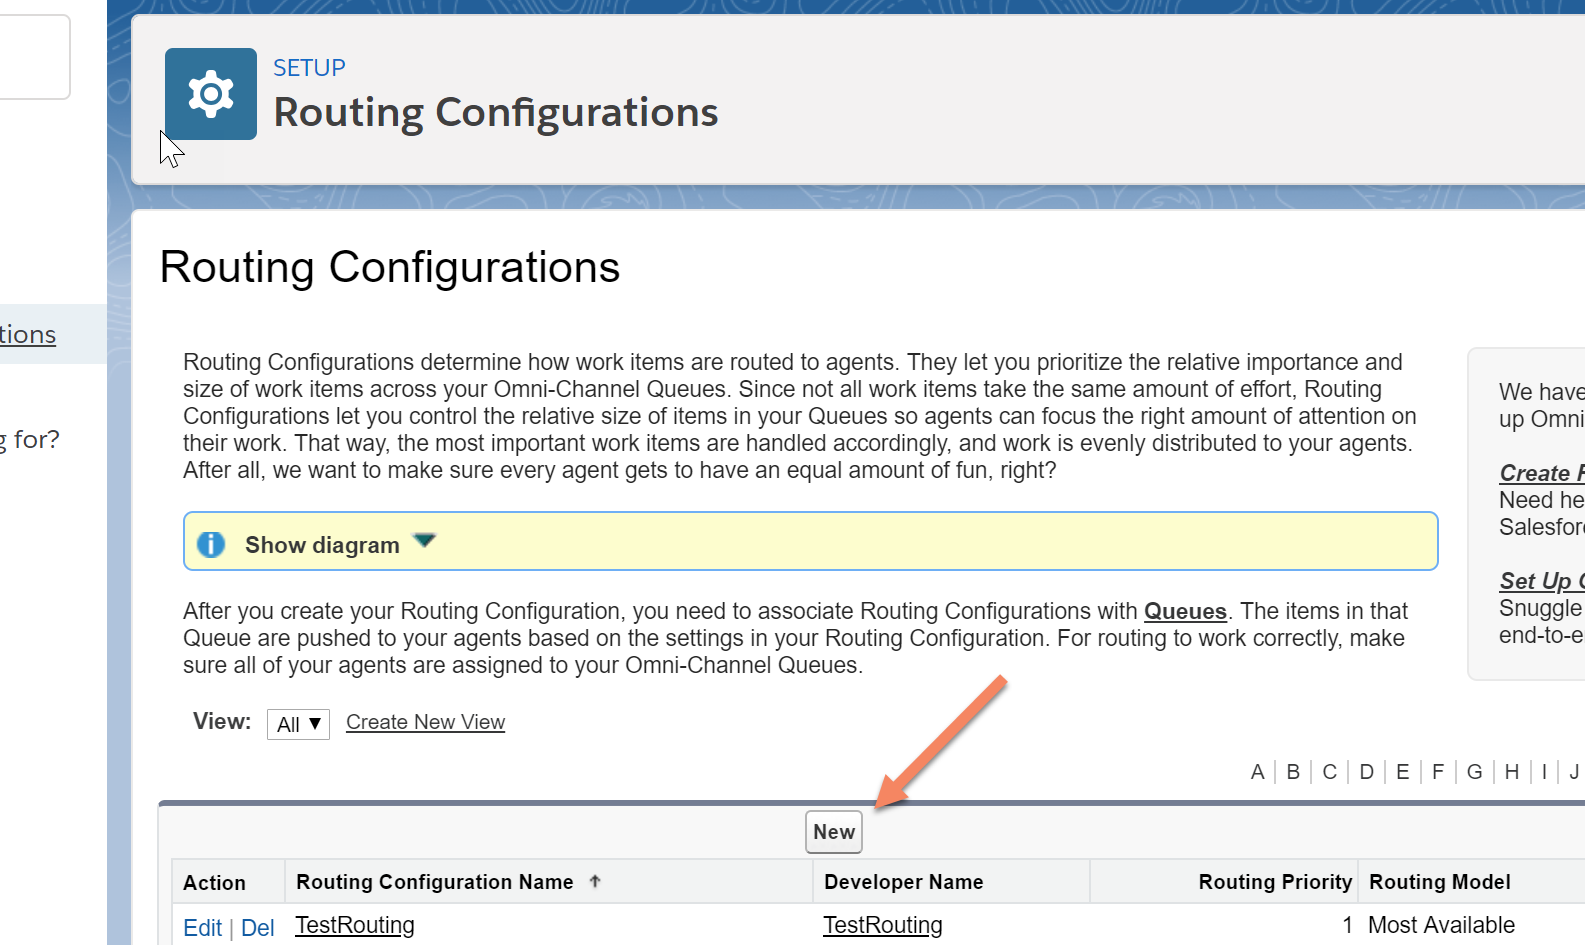 SETUP
Routing Configurations
Routing Configurations
tions
for?
Routing Configurations determine how work items are routed to agents. They let you prioritize the relative importance and
size of work items across your Omni-Channel Queues. Since not all work items take the same amount of effort, Routing
Configurations let you control the relative size of items in your Queues so agents can focus the right amount of attention on
their work. That way, the most important work items are handled accordingly, and work is evenly distributed to your agents.
After all, we want to make sure every agent gets to have an equal amount of fun, right?
Show diagram
After you create your Routing Configuration, you need to associate Routing Configurations with Queues. The items in that
Queue are pushed to your agents based on the settings in your Routing Configuration. For routing to work correctly, make
sure all of your agents are assigned to your Omni-Channel Queues.
We have
up Omni
Create
Need he
Salesfor
Set Up
Snuggle
end-to-e
View: All ▼ Create New View
A | B | C | D | E | F | G | H | I | J
New
Action Routing Configuration Name ↑ Developer Name Routing Priority Routing Model
Edit | Del TestRouting TestRouting 1 Most Available